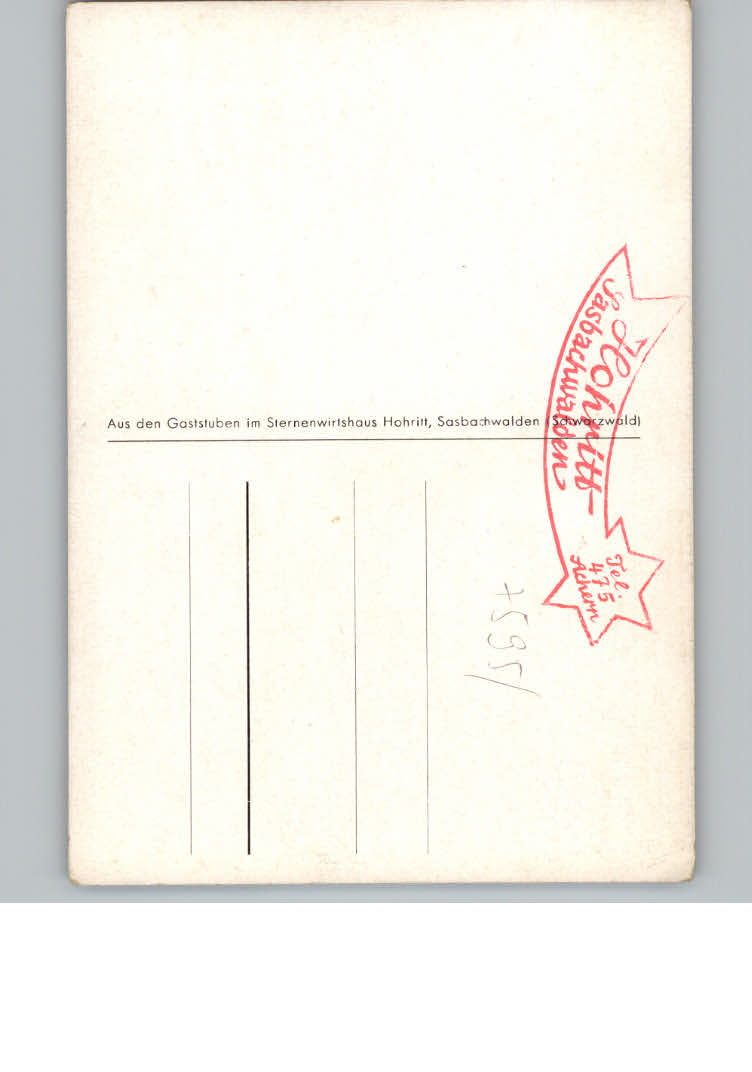 Aus den Gaststuben im Sternenwirtshaus Hohritt, Sasbachwalden (Schwarzwald)
Hohritt-
Sasbachwalden
Tel.
475
Achern